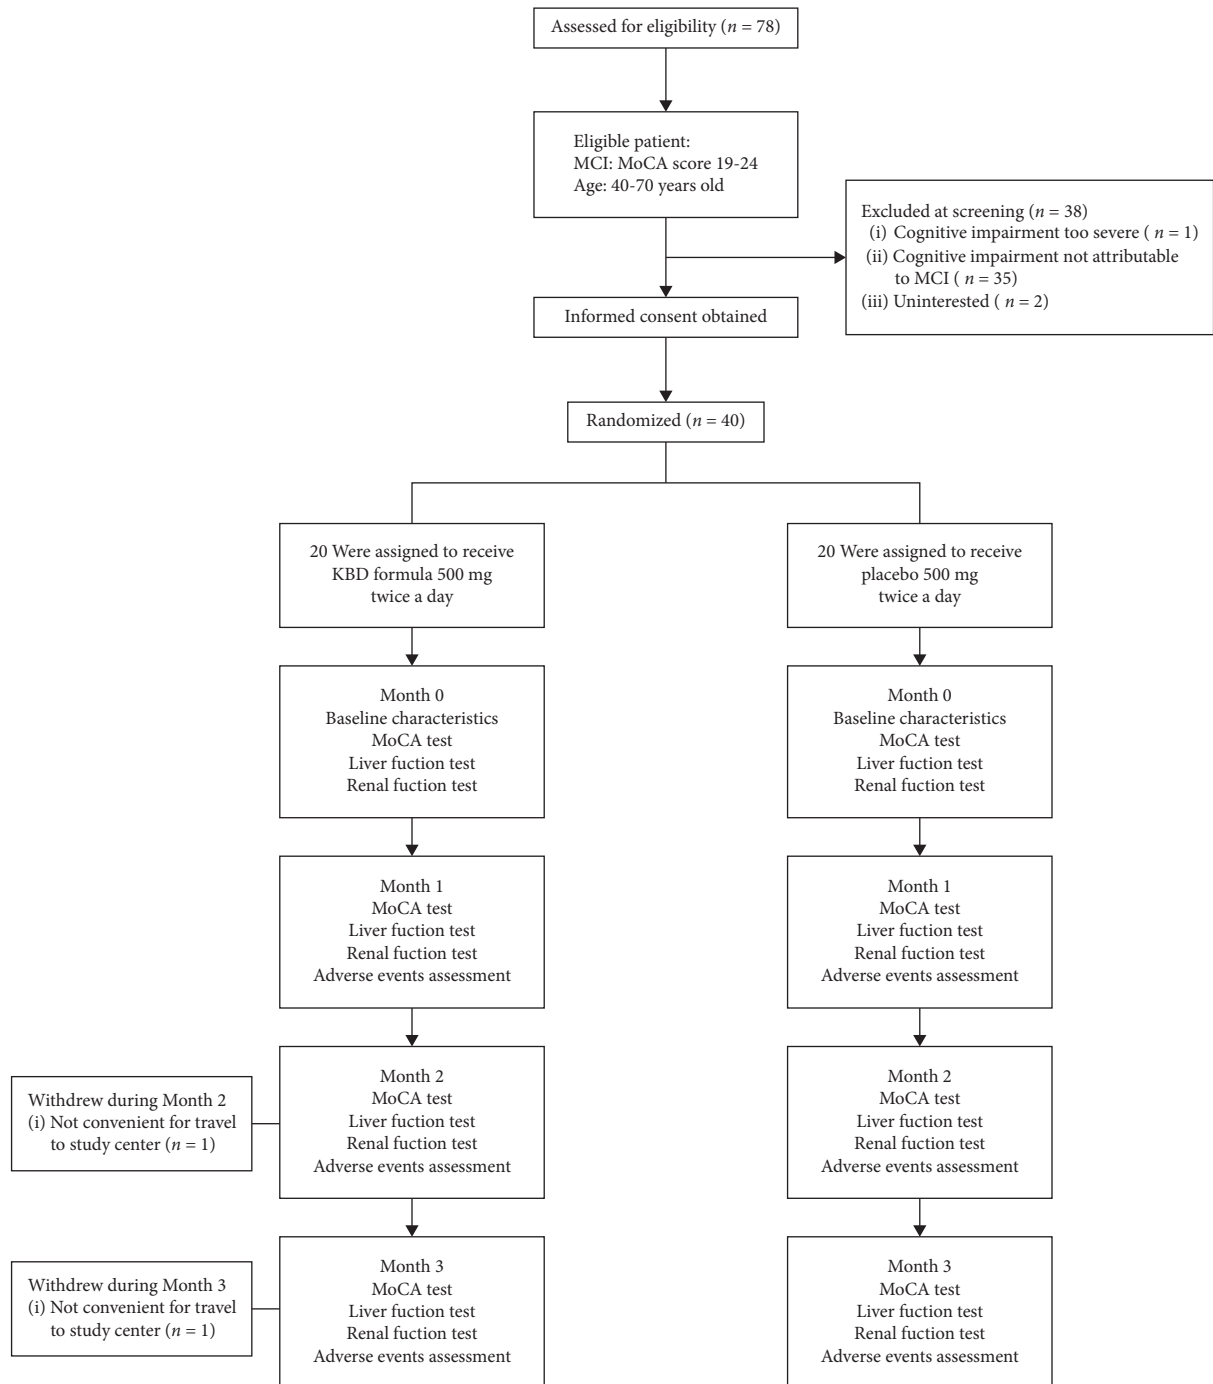 Assessed for eligibility (n = 78)
Eligible patient:
MCI: MoCA score 19-24
Age: 40-70 years old
Excluded at screening (n = 38)
(i) Cognitive impairment too severe ( n = 1)
(ii) Cognitive impairment not attributable
to MCI ( n = 35)
(iii) Uninterested ( n = 2)
Informed consent obtained
Randomized (n = 40)
20 Were assigned to receive
KBD formula 500 mg
twice a day
20 Were assigned to receive
placebo 500 mg
twice a day
Month 0
Baseline characteristics
MoCA test
Liver fuction test
Renal fuction test
Month 0
Baseline characteristics
MoCA test
Liver fuction test
Renal fuction test
Month 1
MoCA test
Liver fuction test
Renal fuction test
Adverse events assessment
Month 1
MoCA test
Liver fuction test
Renal fuction test
Adverse events assessment
Withdrew during Month 2
(i) Not convenient for travel
to study center (n = 1)
Month 2
MoCA test
Liver fuction test
Renal fuction test
Adverse events assessment
Month 2
MoCA test
Liver fuction test
Renal fuction test
Adverse events assessment
Withdrew during Month 3
(i) Not convenient for travel
to study center (n = 1)
Month 3
MoCA test
Liver fuction test
Renal fuction test
Adverse events assessment
Month 3
MoCA test
Liver fuction test
Renal fuction test
Adverse events assessment